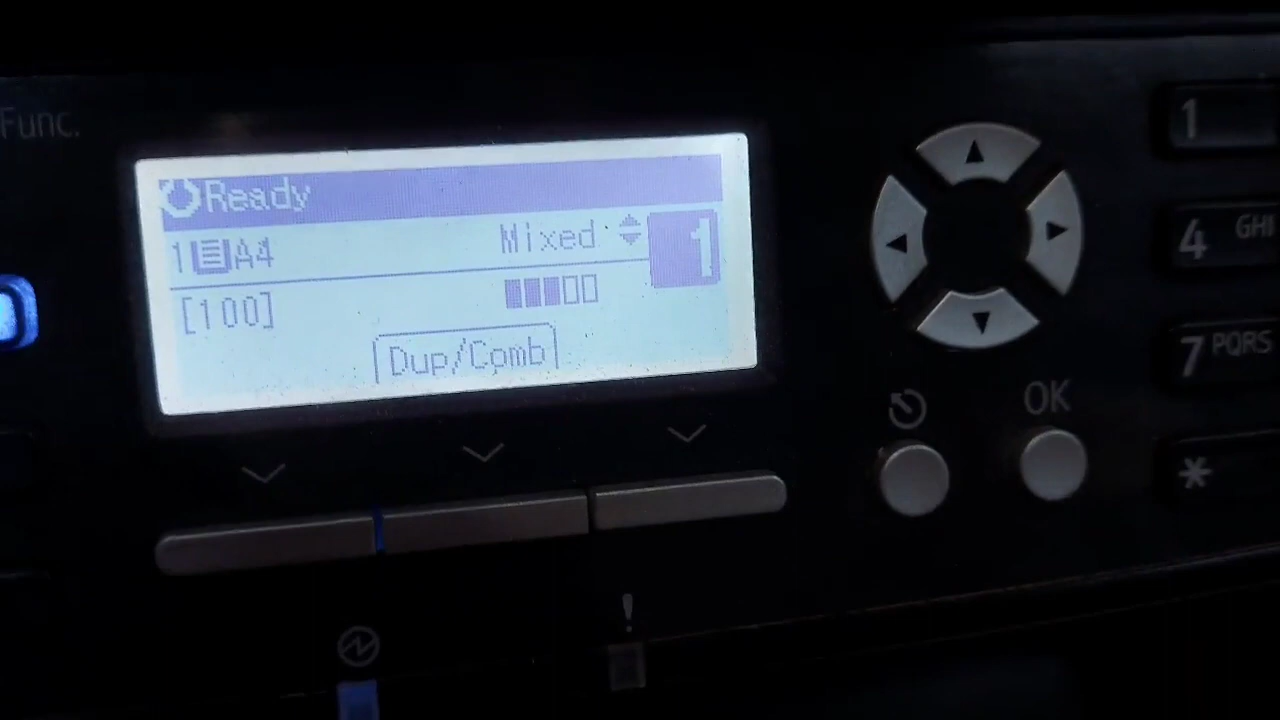 Func.
Ready
1 A4 Mixed 1
[100]
Dup/Comb
OK
!
1
4 GHI
7 PQRS
*